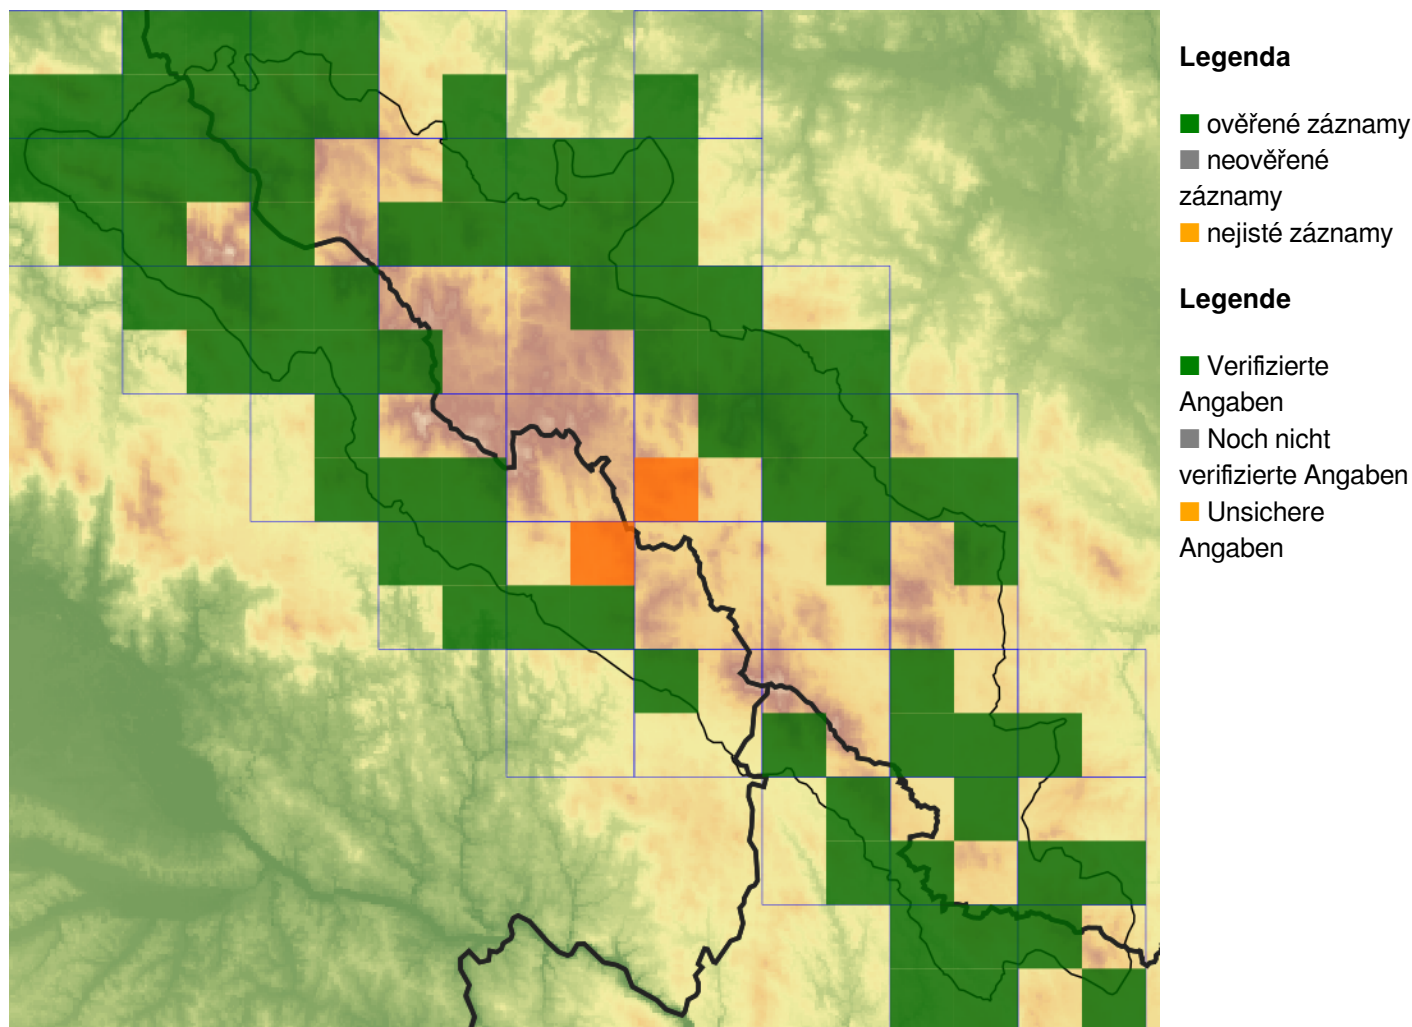 Legenda
ověřené záznamy
neověřené
záznamy
nejisté záznamy
Legende
Verifizierte
Angaben
Noch nicht
verifizierte Angaben
Unsichere
Angaben